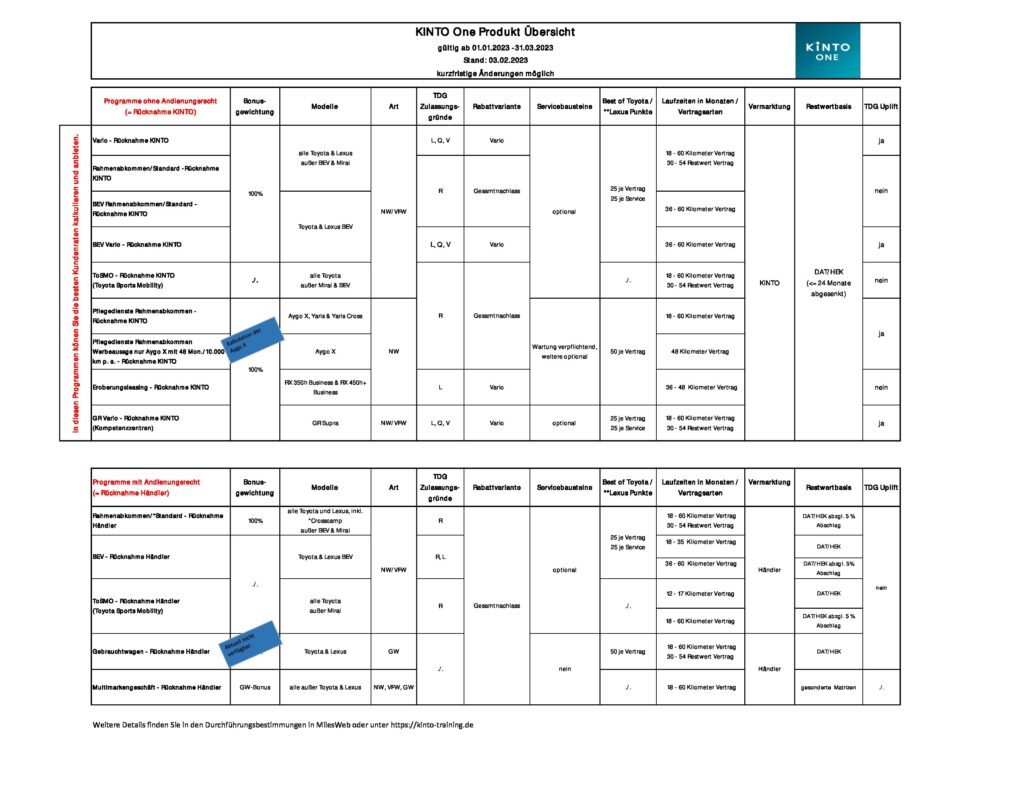 KINTO One Produkt Übersicht
gültig ab 01.01.2023 -31.03.2023
Stand: 03.02.2023
kurzfristige Änderungen möglich
KINTO
ONE
In diesen Programmen könen Sie die besten Kundenraten kalkulieren und anbieten.
Programme ohne Andienungsrecht
(= Rücknahme KINTO)
Bonus-
gewichtung
Modelle
Art
TDG
Zulassungs-
gründe
Rabattvariante
Servicebausteine
Best of Toyota /
**Lexus Punkte
Laufzeiten in Monaten /
Vertragsarten
Vermarktung
Restwertbasis
TDG Uplift
Vario - Rücknahme KINTO
Rahmenabkommen/Standard -Rücknahme
KINTO
BEV Rahmenabkommen/Standard -
Rücknahme KINTO
BEV Vario - Rücknahme KINTO
ToSMO - Rücknahme KINTO
(Toyota Sports Mobility)
Pflegedienste Rahmenabkommen -
Rücknahme KINTO
Pflegedienste Rahmenabkommen
Werbeaussage nur Aygo X mit 48 Mon./10.000
km p. a. - Rücknahme KINTO
Eroberungsleasing - Rücknahme KINTO
GR Vario - Rücknahme KINTO
(Kompetenzzentren)
100%
./.
Kalkulation der
Aygo X
100%
alle Toyota & Lexus
außer BEV & Mirai
Toyota & Lexus BEV
alle Toyota
außer Mirai & BEV
Aygo X, Yaris & Yaris Cross
Aygo X
RX 350h Business & RX 450h+
Business
GR Supra
NW/ VFW
NW
NW/ VFW
L, Q, V
R
L, Q, V
R
L
L, Q, V
Vario
Gesamtnachlass
Vario
Gesamtnachlass
Vario
Vario
optional
Wartung verpflichtend,
weitere optional
optional
25 je Vertrag
25 je Service
./.
50 je Vertrag
25 je Vertrag
25 je Service
18 - 60 Kilometer Vertrag
30 - 54 Restwert Vertrag
36 - 60 Kilometer Vertrag
36 - 60 Kilometer Vertrag
18 - 60 Kilometer Vertrag
30 - 54 Restwert Vertrag
18 - 60 Kilometer Vertrag
48 Kilometer Vertrag
36 - 48 Kilometer Vertrag
18 - 60 Kilometer Vertrag
30 - 54 Restwert Vertrag
KINTO
DAT/HEK
(<= 24 Monate
abgesenkt)
ja
nein
ja
nein
ja
nein
ja
Programme mit Andienungsrecht
(= Rücknahme Händler)
Bonus-
gewichtung
Modelle
Art
TDG
Zulassungs-
gründe
Rabattvariante
Servicebausteine
Best of Toyota /
**Lexus Punkte
Laufzeiten in Monaten /
Vertragsarten
Vermarktung
Restwertbasis
TDG Uplift
Rahmenabkommen/*Standard - Rücknahme
Händler
BEV - Rücknahme Händler
ToSMO - Rücknahme Händler
(Toyota Sports Mobility)
Gebrauchtwagen - Rücknahme Händler
Multimarkengeschäft - Rücknahme Händler
100%
./.
Aktuell nicht
verfügbar.
GW-Bonus
alle Toyota und Lexus, inkl.
*Crosscamp
außer BEV & Mirai
Toyota & Lexus BEV
alle Toyota
außer Mirai
Toyota & Lexus
alle außer Toyota & Lexus
NW/ VFW
GW
NW, VFW, GW
R
R, L
R
./.
Gesamtnachlass
optional
nein
25 je Vertrag
25 je Service
./.
50 je Vertrag
./.
18 - 60 Kilometer Vertrag
30 - 54 Restwert Vertrag
18 - 35 Kilometer Vertrag
36 - 60 Kilometer Vertrag
12 - 17 Kilometer Vertrag
18 - 60 Kilometer Vertrag
18 - 60 Kilometer Vertrag
30 - 54 Restwert Vertrag
18 - 60 Kilometer Vertrag
Händler
Händler
DAT/HEK abzgl. 5 %
Abschlag
DAT/HEK
DAT/HEK abzgl. 5%
Abschlag
DAT/HEK
DAT/HEK abzgl. 5 %
Abschlag
DAT/HEK
gesonderte Matrizen
nein
./.
Weitere Details finden Sie in den Durchführungsbestimmungen in MilesWeb oder unter https://kinto-training.de